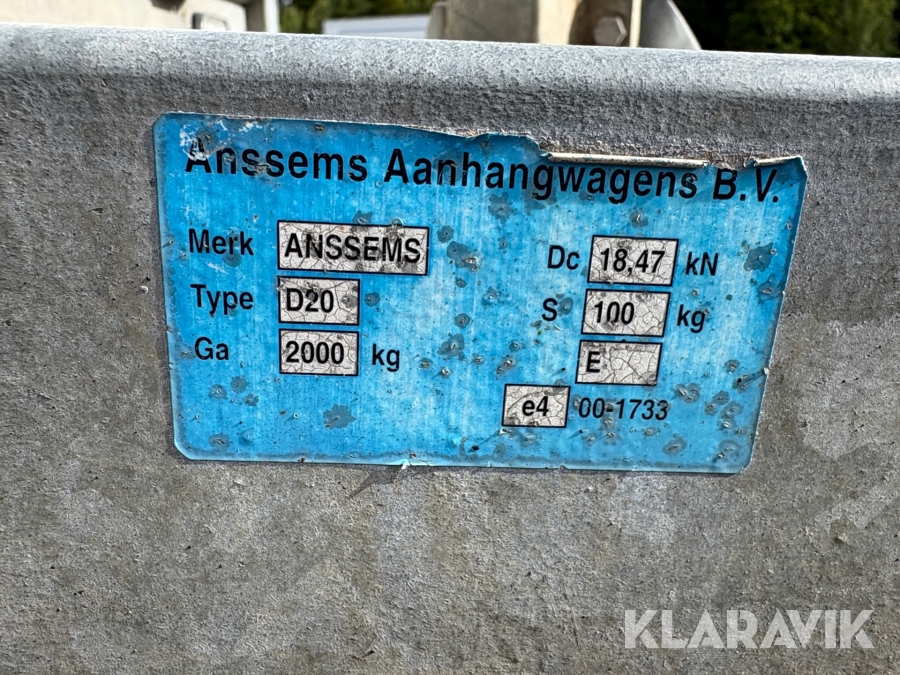 Anssems Aanhangwagens B.V.
Merk ANSSEMS
Type D20
Ga 2000 kg
Dc 18,47 kN
S 100 kg
E
e4 00-1733
KLARAVIK